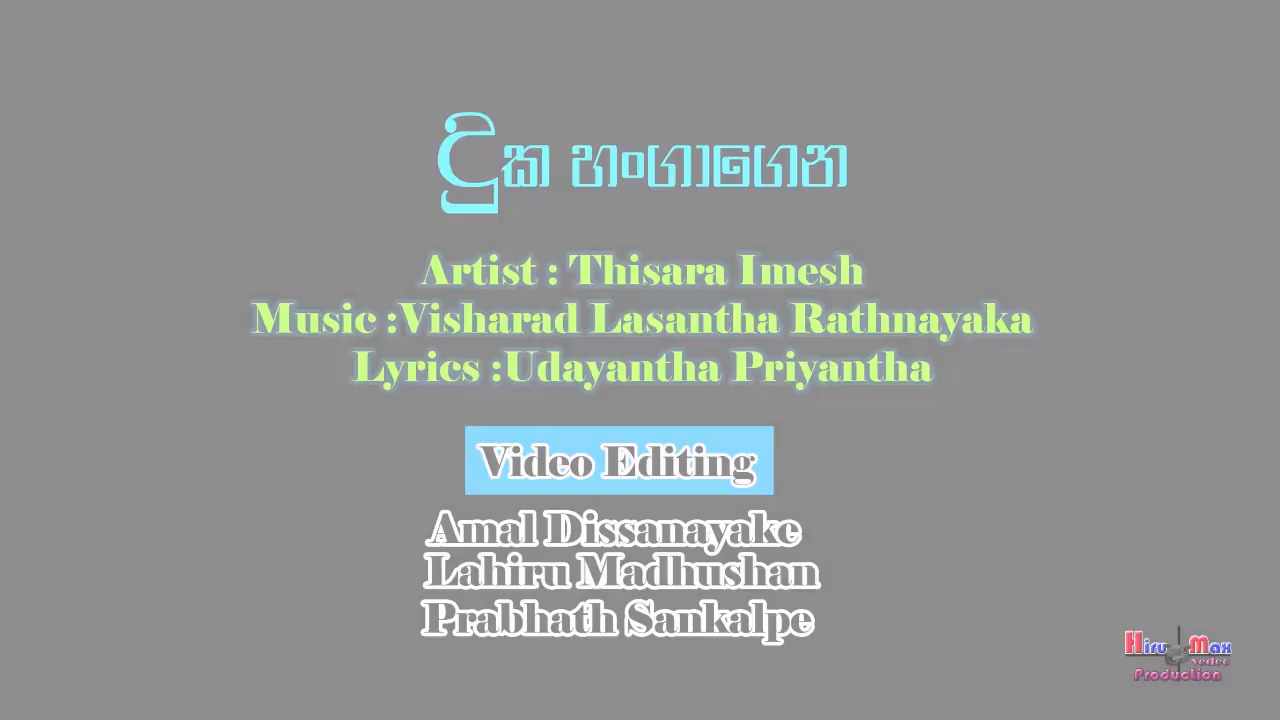 දුක හංගාගෙන
Artist : Thisara Imesh
Music :Visharad Lasantha Rathnayaka
Lyrics :Udayantha Priyantha
Video Editing
Amal Dissanayake
Lahiru Madhushan
Prabhath Sankalpe
Hiru Max
vedeo
Production